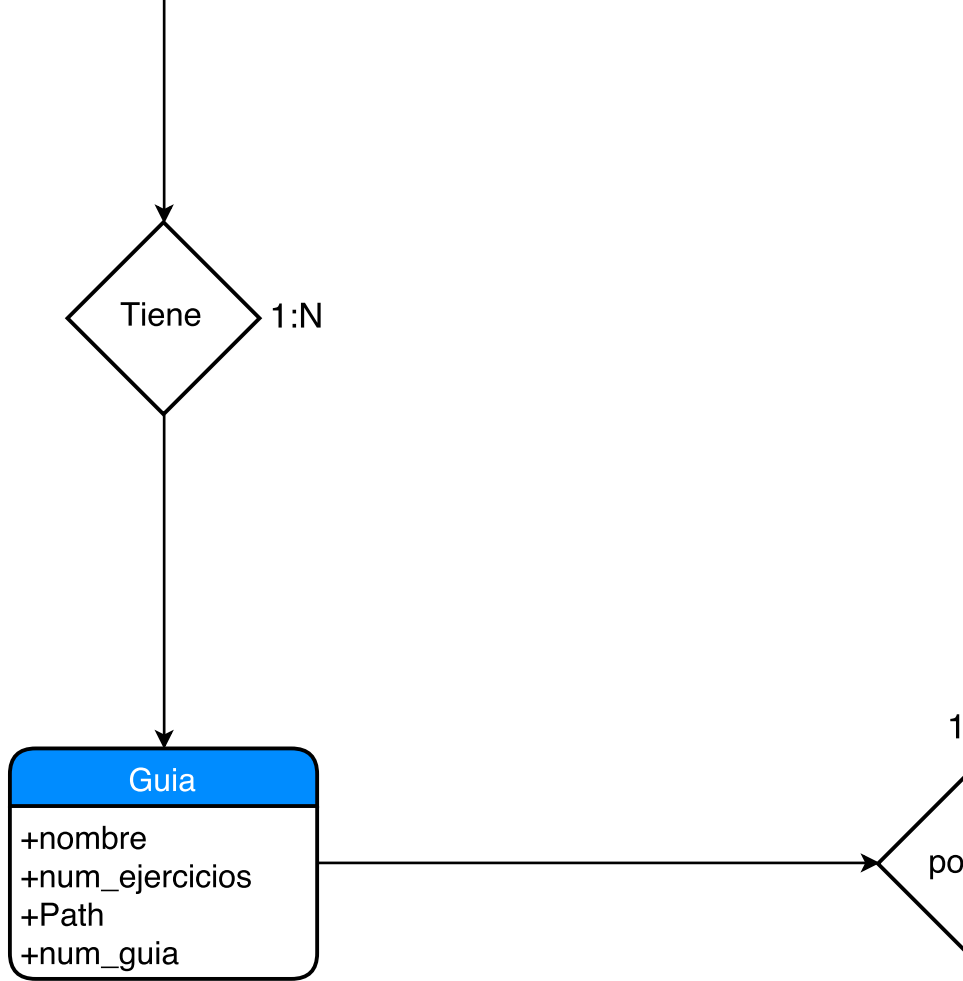 Tiene
1:N
Guia
+nombre
+num_ejercicios
+Path
+num_guia